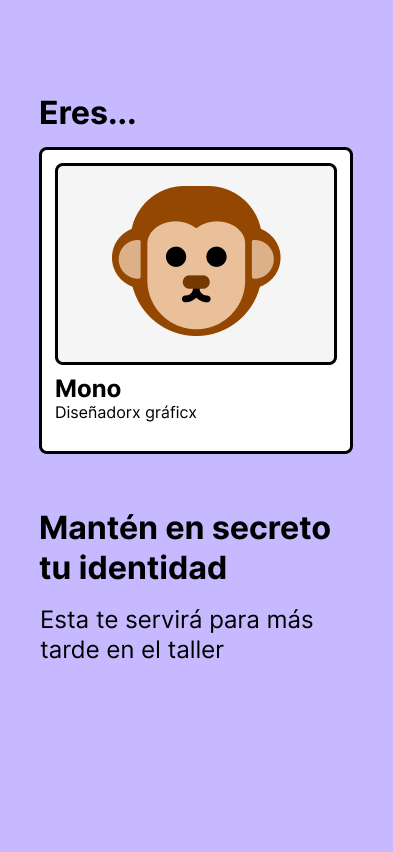 Eres...
Mono
Diseñadorx gráficx
Mantén en secreto
tu identidad
Esta te servirá para más
tarde en el taller